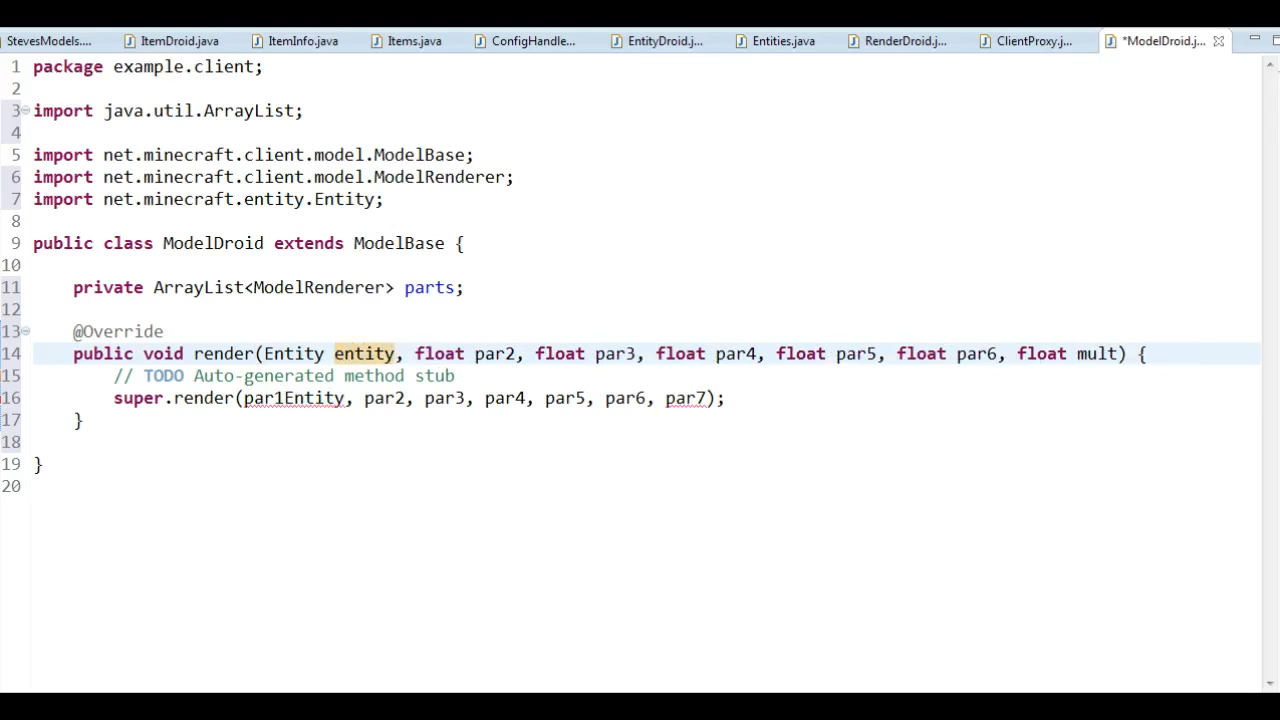 StevesModels.... ItemDroid.java ItemInfo.java Items.java ConfigHandle... EntityDroid.j... Entities.java RenderDroid.j... ClientProxy.j... *ModelDroid.j...
1 package example.client;
2
3 import java.util.ArrayList;
4
5 import net.minecraft.client.model.ModelBase;
6 import net.minecraft.client.model.ModelRenderer;
7 import net.minecraft.entity.Entity;
8
9 public class ModelDroid extends ModelBase {
10
11 private ArrayList<ModelRenderer> parts;
12
13 @Override
14 public void render(Entity entity, float par2, float par3, float par4, float par5, float par6, float mult) {
15 // TODO Auto-generated method stub
16 super.render(par1Entity, par2, par3, par4, par5, par6, par7);
17 }
18
19 }
20